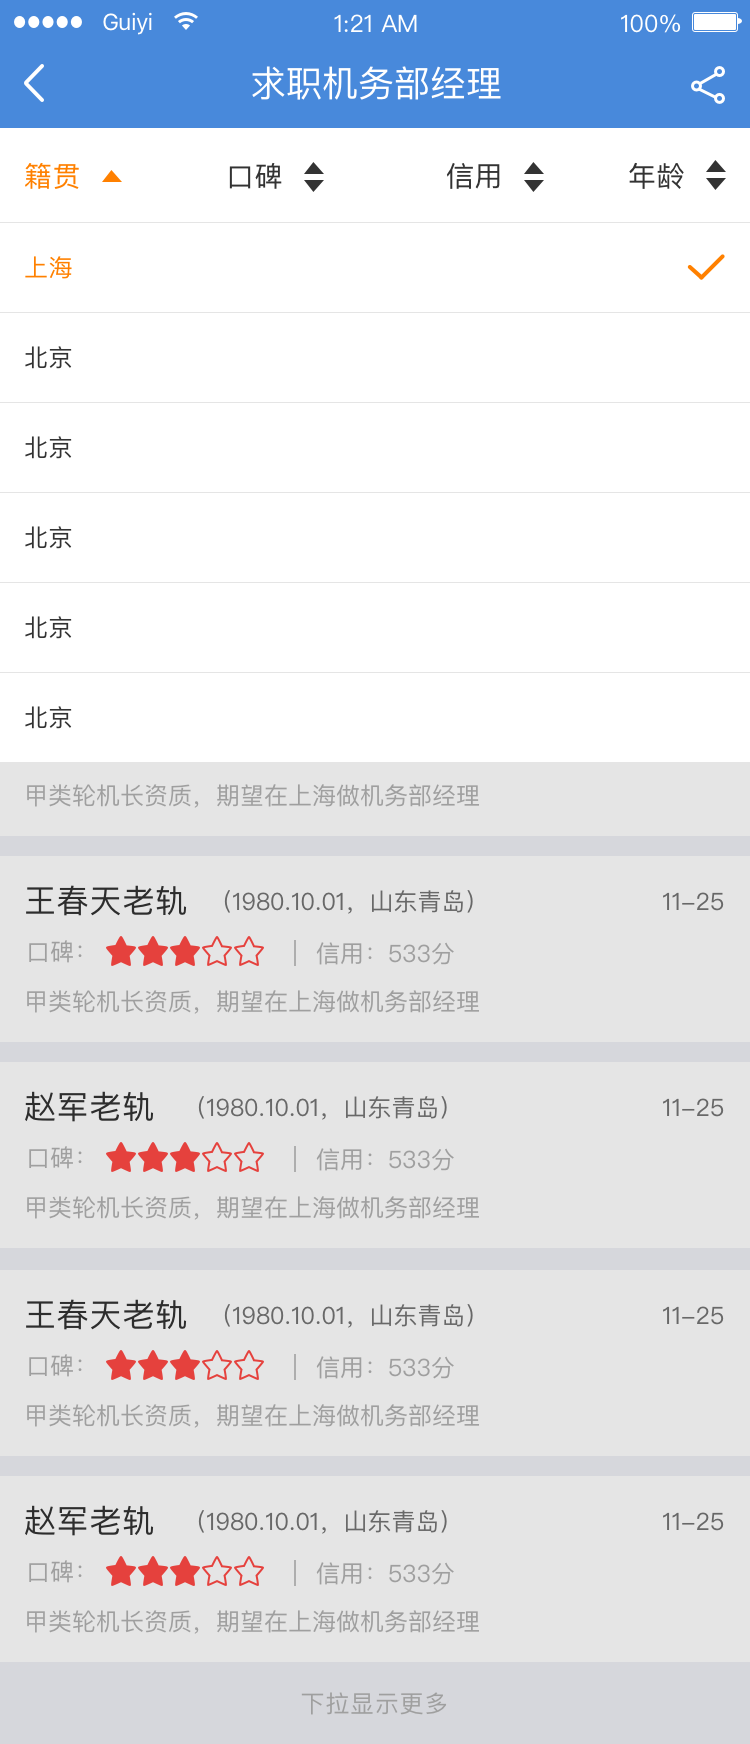 Guiyi 1:21 AM 100%
求职机务部经理
籍贯 口碑 信用 年龄
上海
北京
北京
北京
北京
北京
甲类轮机长资质，期望在上海做机务部经理
王春天老轨 （1980.10.01，山东青岛） 11-25
口碑： | 信用：533分
甲类轮机长资质，期望在上海做机务部经理
赵军老轨 （1980.10.01，山东青岛） 11-25
口碑： | 信用：533分
甲类轮机长资质，期望在上海做机务部经理
王春天老轨 （1980.10.01，山东青岛） 11-25
口碑： | 信用：533分
甲类轮机长资质，期望在上海做机务部经理
赵军老轨 （1980.10.01，山东青岛） 11-25
口碑： | 信用：533分
甲类轮机长资质，期望在上海做机务部经理
下拉显示更多